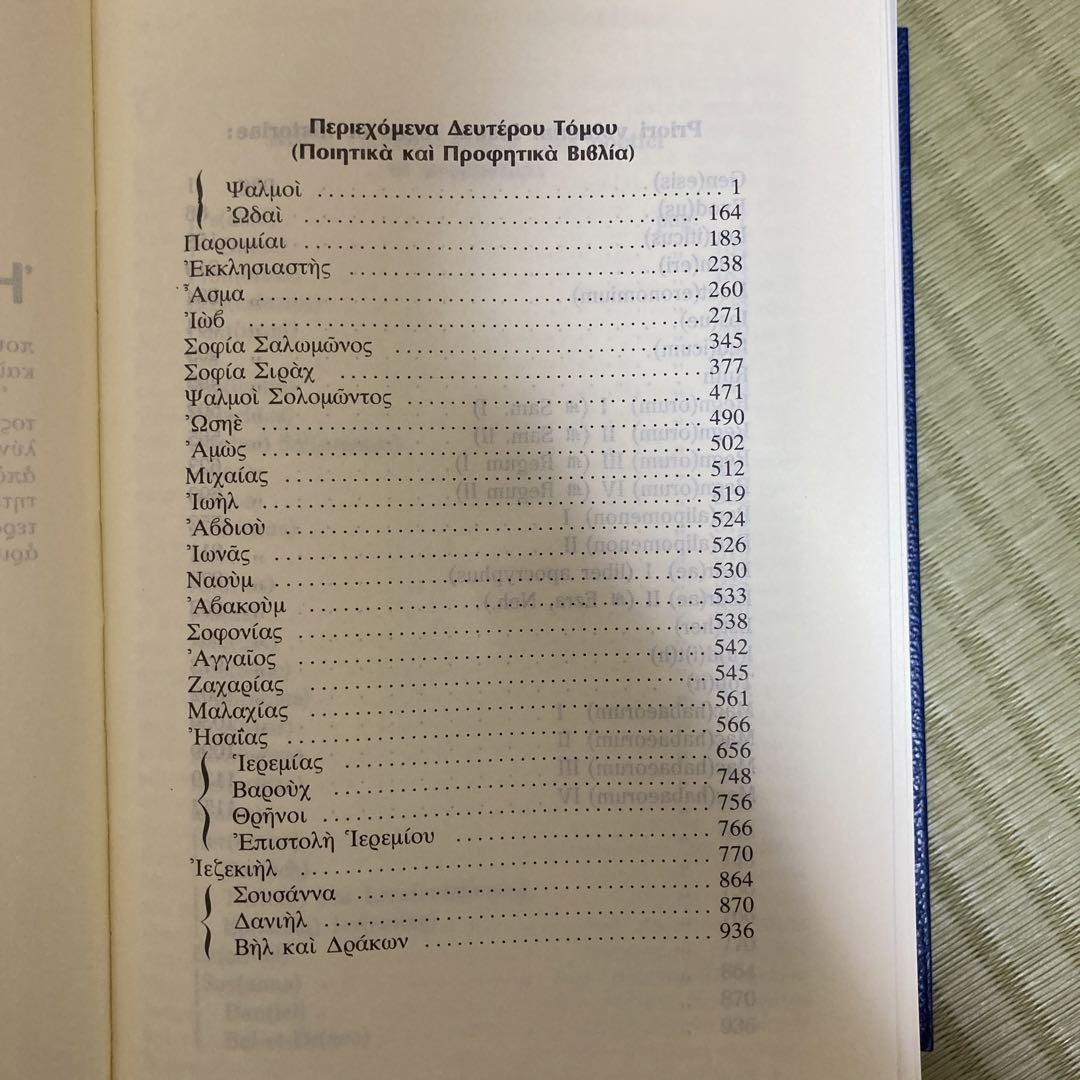 Περιεχόμενα Δευτέρου Τόμου
(Ποιητικὰ καὶ Προφητικὰ Βιβλία)
Ψαλμοὶ 1
Ὠδαὶ 164
Παροιμίαι 183
Ἐκκλησιαστὴς 238
Ἆσμα 260
Ἰὼβ 271
Σοφία Σαλωμῶνος 345
Σοφία Σιρὰχ 377
Ψαλμοὶ Σολομῶντος 471
Ὠσηὲ 490
Ἀμὼς 502
Μιχαίας 512
Ἰωὴλ 519
Ἀβδιοὺ 524
Ἰωνᾶς 526
Ναοὺμ 530
Ἀβακοὺμ 533
Σοφονίας 538
Ἀγγαῖος 542
Ζαχαρίας 545
Μαλαχίας 561
Ἠσαΐας 566
Ἱερεμίας 656
Βαροὺχ 748
Θρῆνοι 756
Ἐπιστολὴ Ἱερεμίου 766
Ἰεζεκιὴλ 770
Σουσάννα 864
Δανιὴλ 870
Βὴλ καὶ Δράκων 936